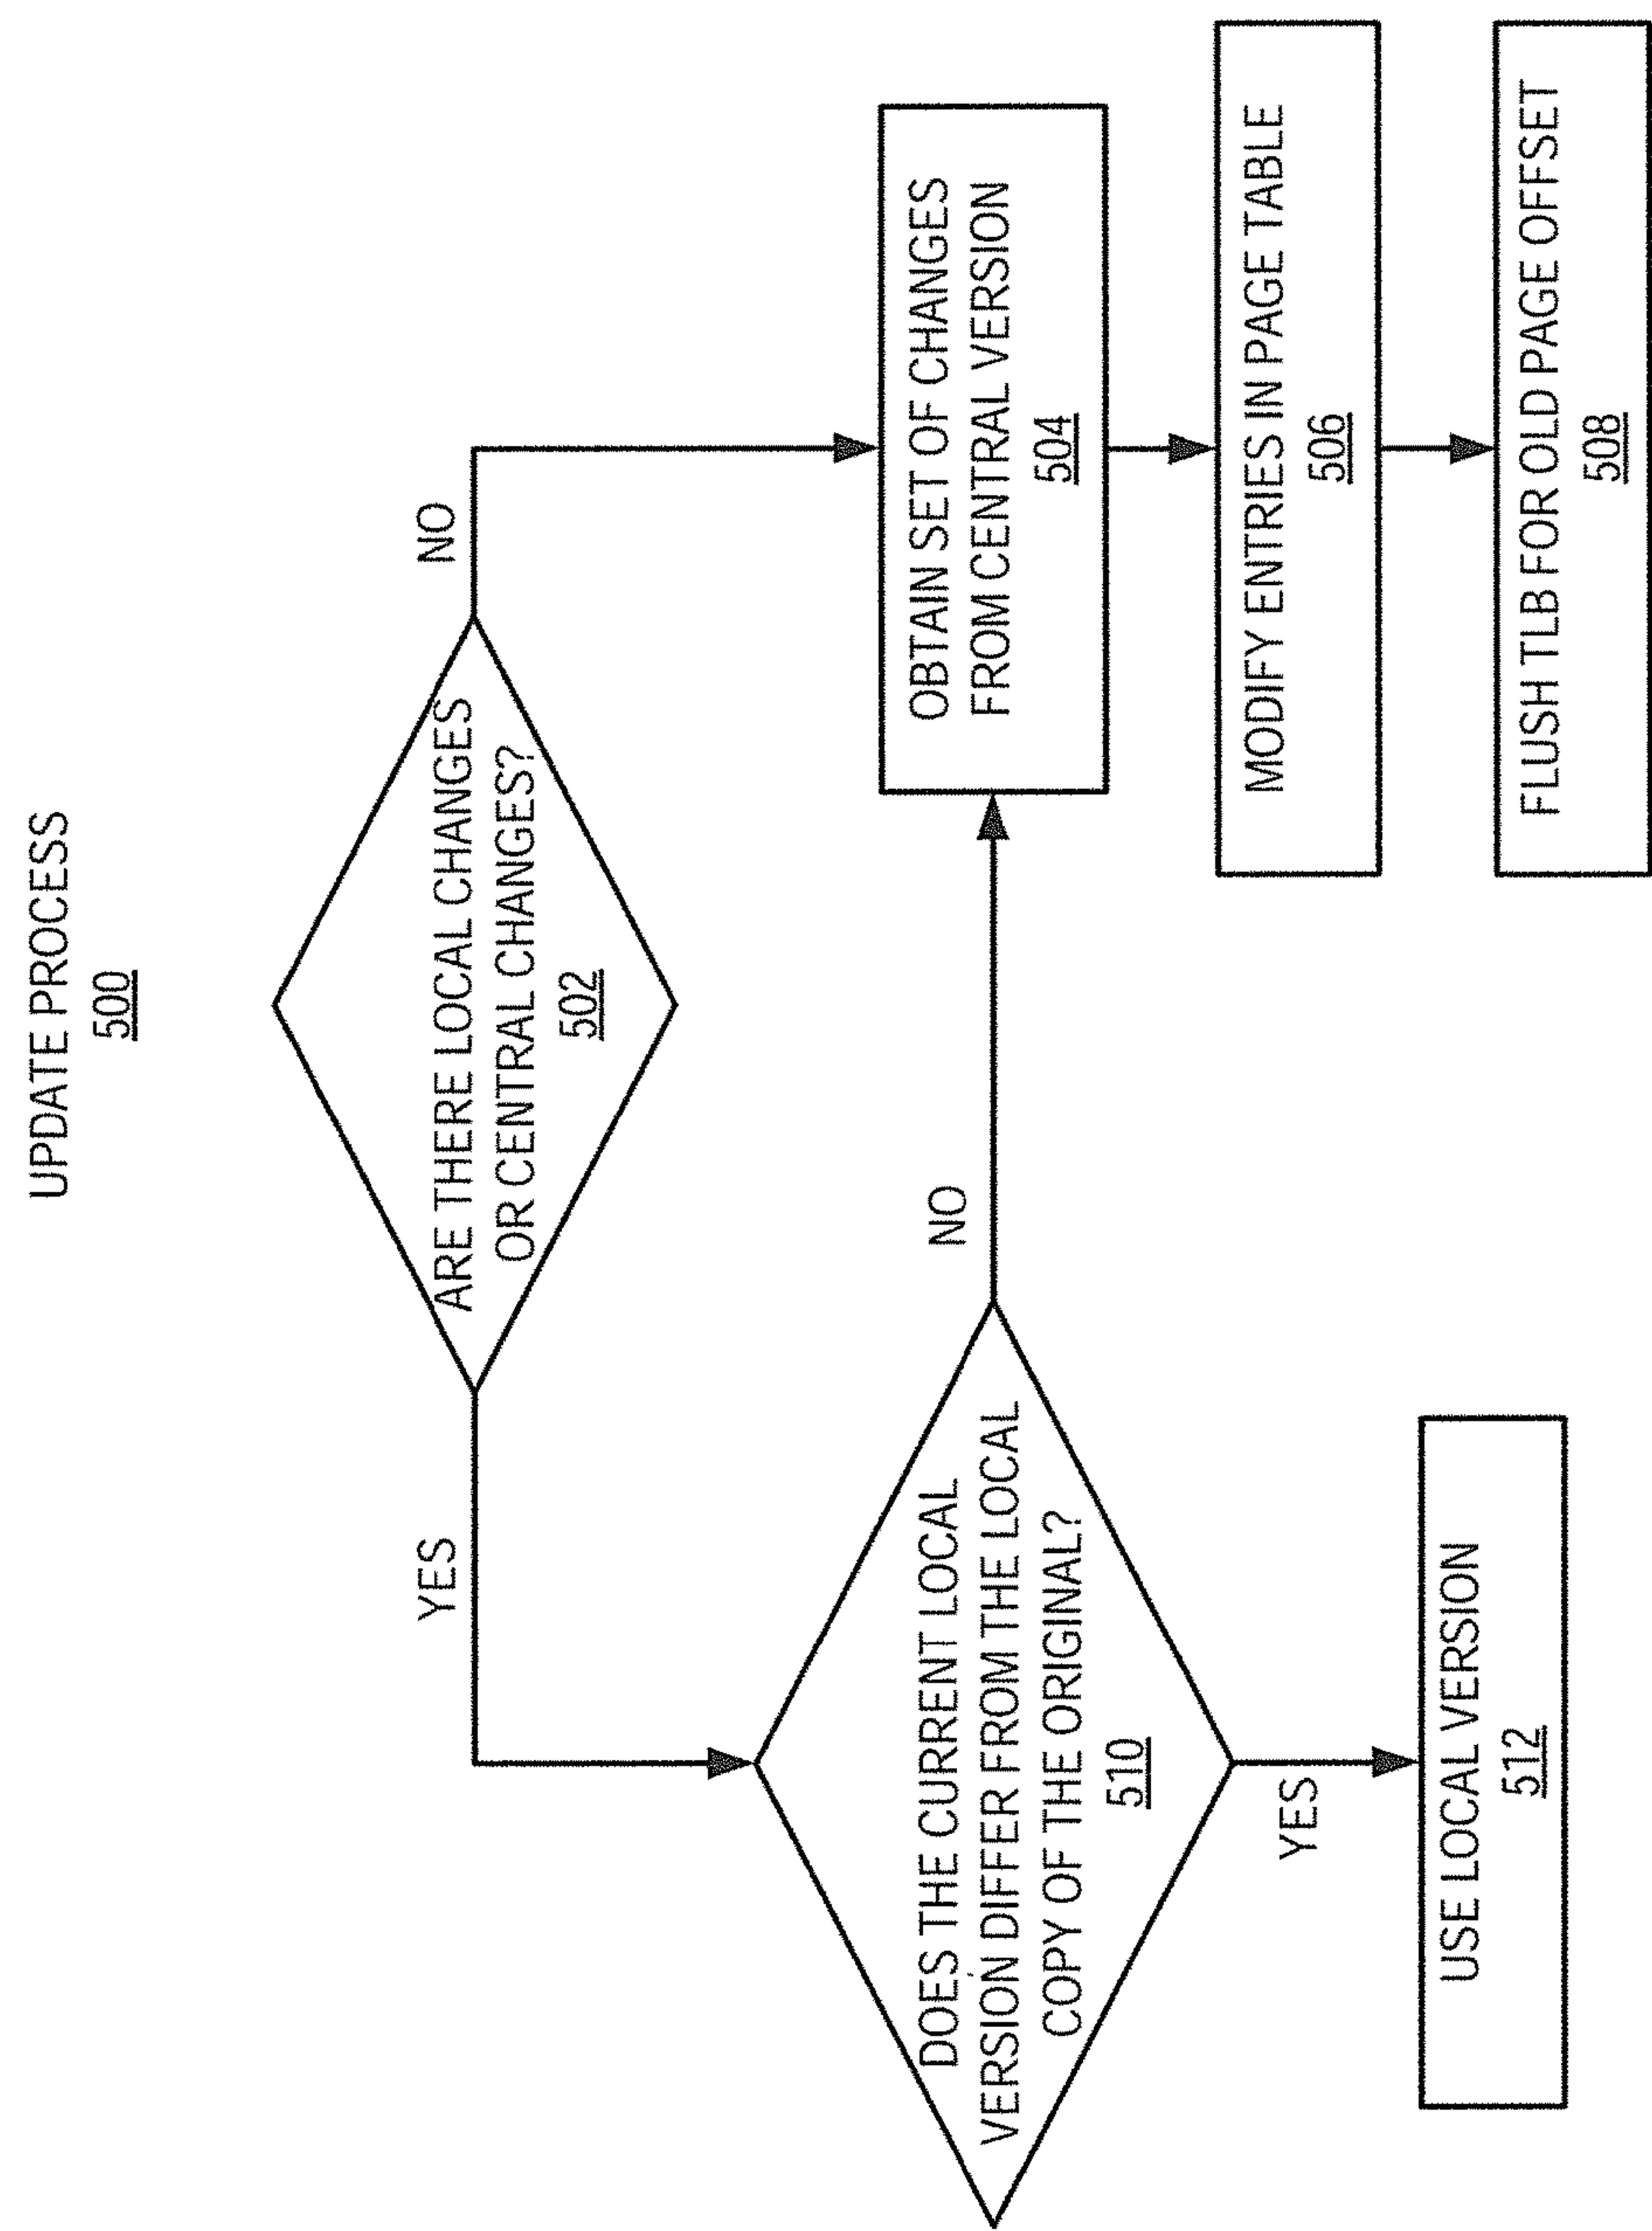 UPDATE PROCESS
500
ARE THERE LOCAL CHANGES
OR CENTRAL CHANGES?
502
YES
NO
DOES THE CURRENT LOCAL
VERSION DIFFER FROM THE LOCAL
COPY OF THE ORIGINAL?
510
NO
YES
USE LOCAL VERSION
512
OBTAIN SET OF CHANGES
FROM CENTRAL VERSION
504
MODIFY ENTRIES IN PAGE TABLE
506
FLUSH TLB FOR OLD PAGE OFFSET
508